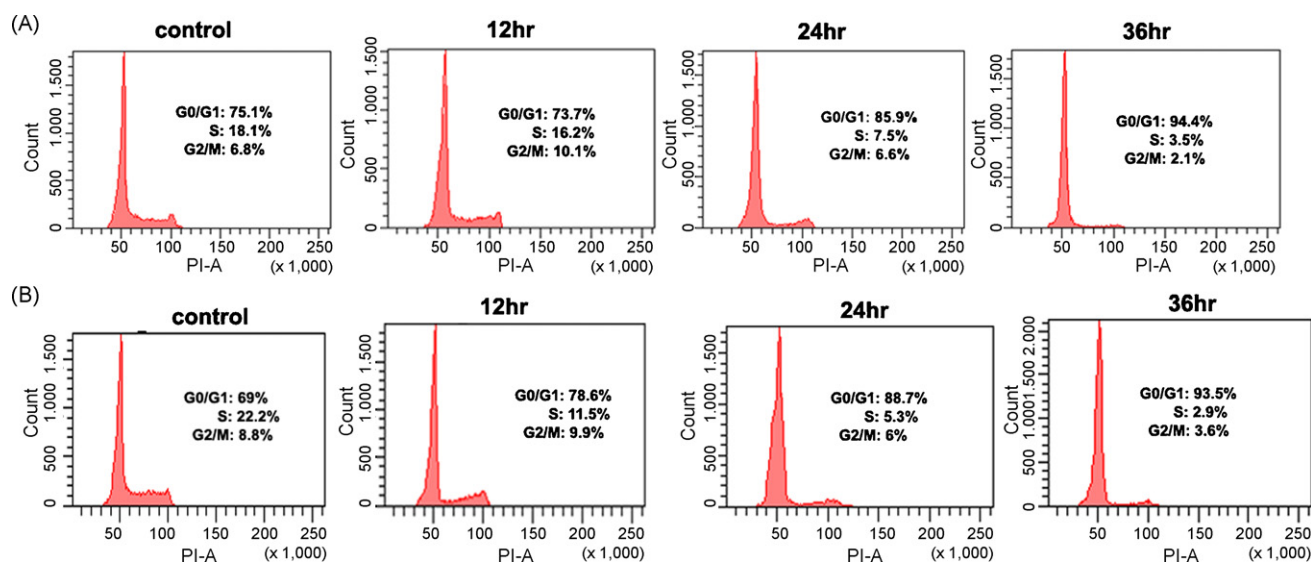 (A)
control
12hr
24hr
36hr
Count
1.500
1.000
500
0
G0/G1: 75.1%
S: 18.1%
G2/M: 6.8%
50 100 150 200 250
PI-A
(x 1,000)
Count
1.500
1.000
500
0
G0/G1: 73.7%
S: 16.2%
G2/M: 10.1%
50 100 150 200 250
PI-A
(x 1,000)
Count
1.500
1.000
500
0
G0/G1: 85.9%
S: 7.5%
G2/M: 6.6%
50 100 150 200 250
PI-A
(x 1,000)
Count
1.500
1.000
500
0
G0/G1: 94.4%
S: 3.5%
G2/M: 2.1%
50 100 150 200 250
PI-A
(x 1,000)
(B)
control
12hr
24hr
36hr
Count
1.500
1.000
500
0
G0/G1: 69%
S: 22.2%
G2/M: 8.8%
50 100 150 200 250
PI-A
(x 1,000)
Count
1.500
1.000
500
0
G0/G1: 78.6%
S: 11.5%
G2/M: 9.9%
50 100 150 200 250
PI-A
(x 1,000)
Count
1.500
1.000
500
0
G0/G1: 88.7%
S: 5.3%
G2/M: 6%
50 100 150 200 250
PI-A
(x 1,000)
Count
2.000
1.500
1.000
500
0
G0/G1: 93.5%
S: 2.9%
G2/M: 3.6%
50 100 150 200 250
PI-A
(x 1,000)